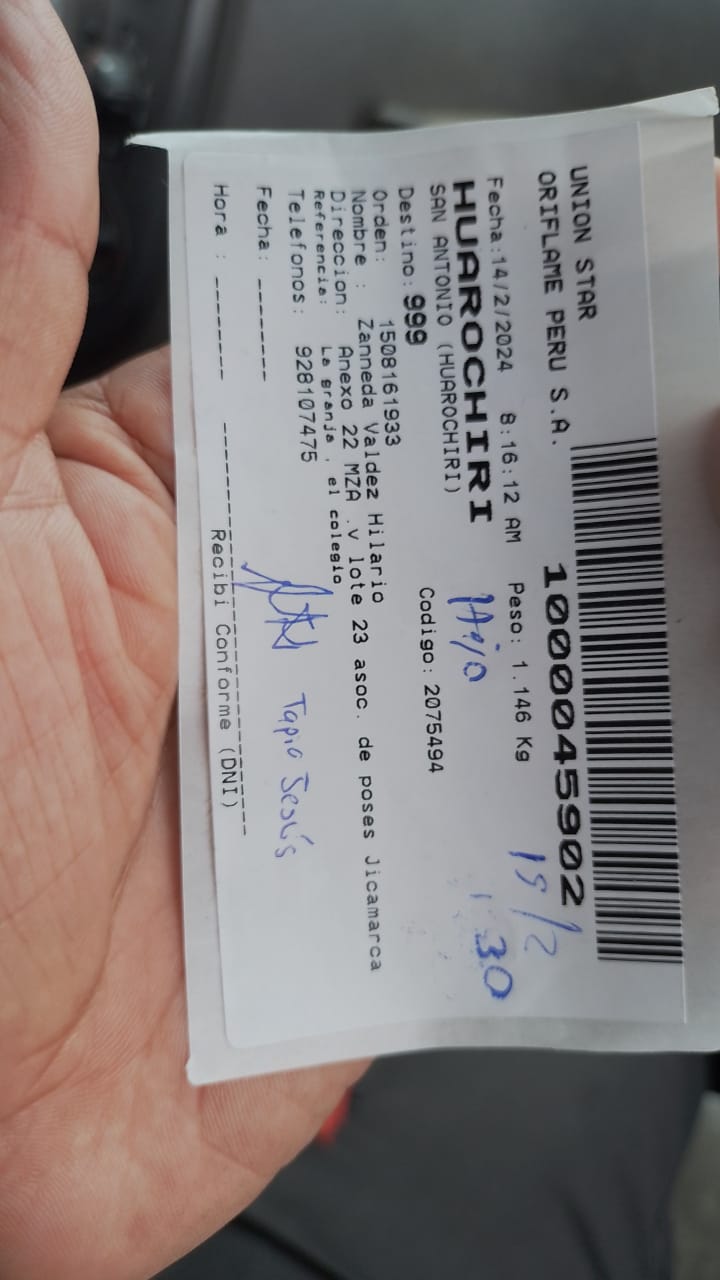 UNION STAR
ORIFLAME PERU S.A.
1000045902
Fecha:14/2/2024 8:16:12 AM Peso: 1.146 Kg
15/2
HUAROCHIRI
SAN ANTONIO (HUAROCHIRI)
30
Destino: 999 Codigo: 2075494
Orden: 1508161933
Nombre : Zanneda Valdez Hilario
Direccion: Anexo 22 MZA .V lote 23 asoc. de poses Jicamarca
Referencia: La granja , el colegio
Telefonos: 928107475
Tapia Jesús
Fecha: _______
Hora : _______
Recibi Conforme (DNI)